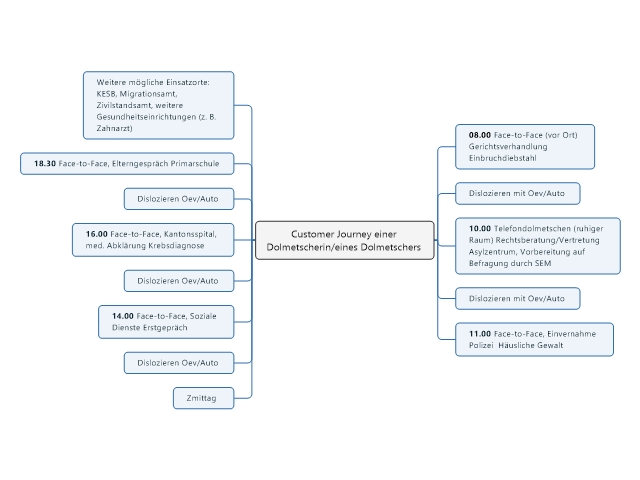 Customer Journey einer
Dolmetscherin/eines Dolmetschers
08.00 Face-to-Face (vor Ort)
Gerichtsverhandlung
Einbruchdiebstahl
Dislozieren mit Oev/Auto
10.00 Telefondolmetschen (ruhiger
Raum) Rechtsberatung/Vertretung
Asylzentrum, Vorbereitung auf
Befragung durch SEM
Dislozieren mit Oev/Auto
11.00 Face-to-Face, Einvernahme
Polizei Häusliche Gewalt
Zmittag
Dislozieren Oev/Auto
14.00 Face-to-Face, Soziale
Dienste Erstgepräch
Dislozieren Oev/Auto
16.00 Face-to-Face, Kantonsspital,
med. Abklärung Krebsdiagnose
Dislozieren Oev/Auto
18.30 Face-to-Face, Elterngespräch Primarschule
Weitere mögliche Einsatzorte:
KESB, Migrationsamt,
Zivilstandsamt, weitere
Gesundheitseinrichtungen (z. B.
Zahnarzt)